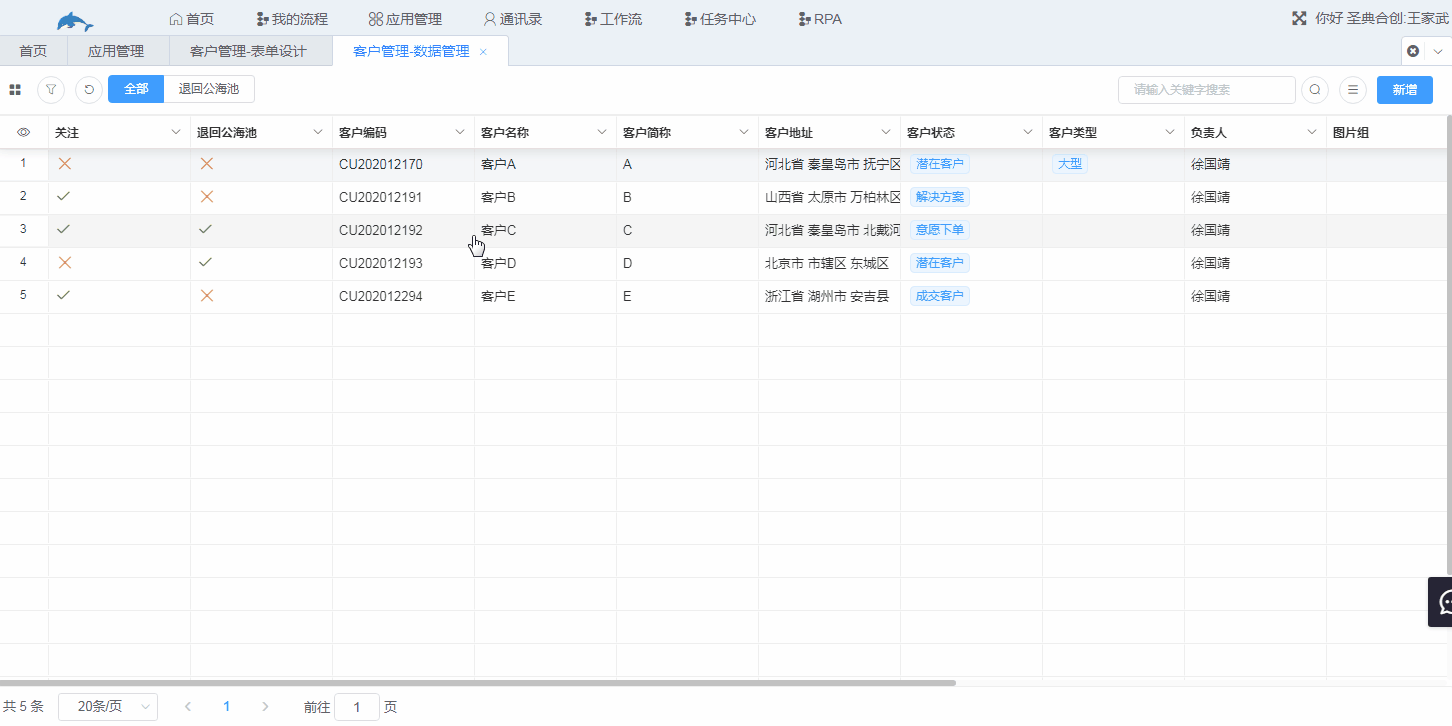 首页 我的流程 应用管理 通讯录 工作流 任务中心 RPA 你好 圣典合创:王家武
首页 应用管理 客户管理-表单设计 客户管理-数据管理
全部 退回公海池 请输入关键字搜索 新增
关注 退回公海池 客户编码 客户名称 客户简称 客户地址 客户状态 客户类型 负责人 图片组
1 CU202012170 客户A A 河北省 秦皇岛市 抚宁区 潜在客户 大型 徐国靖
2 CU202012191 客户B B 山西省 太原市 万柏林区 解决方案 徐国靖
3 CU202012192 客户C C 河北省 秦皇岛市 北戴河 意愿下单 徐国靖
4 CU202012193 客户D D 北京市 市辖区 东城区 潜在客户 徐国靖
5 CU202012294 客户E E 浙江省 湖州市 安吉县 成交客户 徐国靖
共 5 条 20条/页 1 前往 1 页